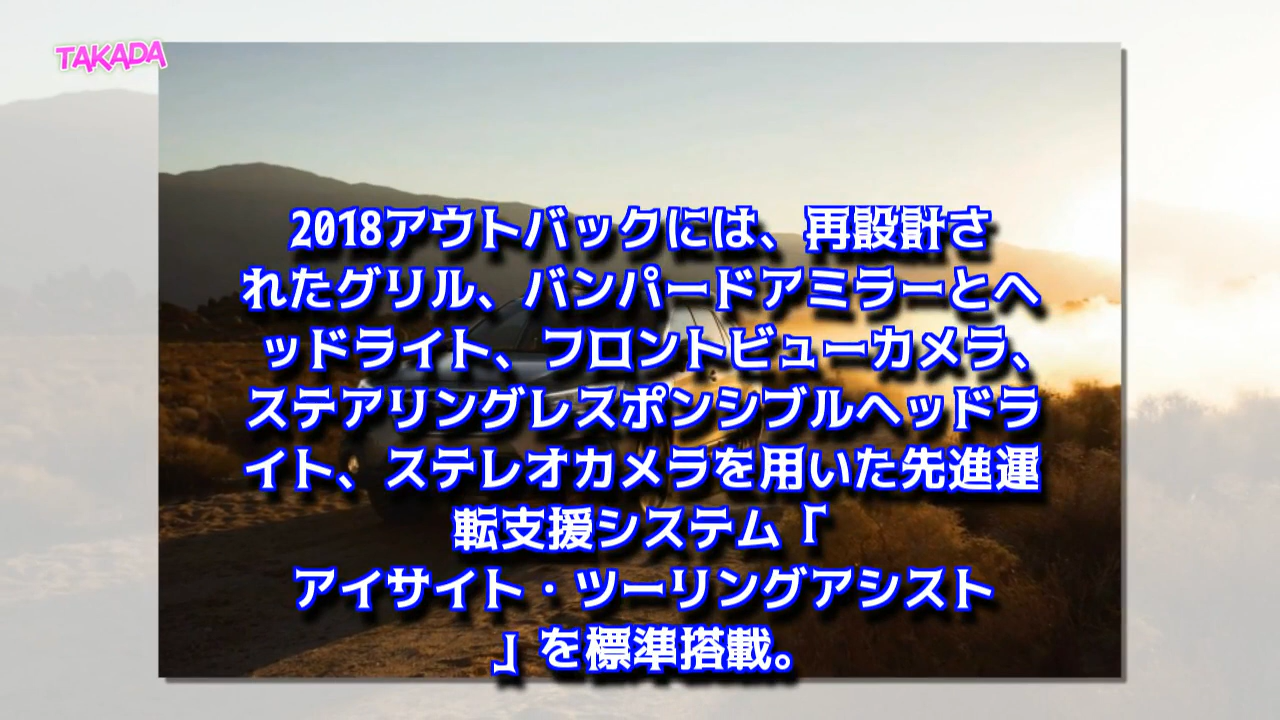 TAKADA
2018アウトバックには、再設計さ
れたグリル、バンパードアミラーとヘ
ッドライト、フロントビューカメラ、
ステアリングレスポンシブルヘッドラ
イト、ステレオカメラを用いた先進運
転支援システム「
アイサイト・ツーリングアシスト
」を標準搭載。